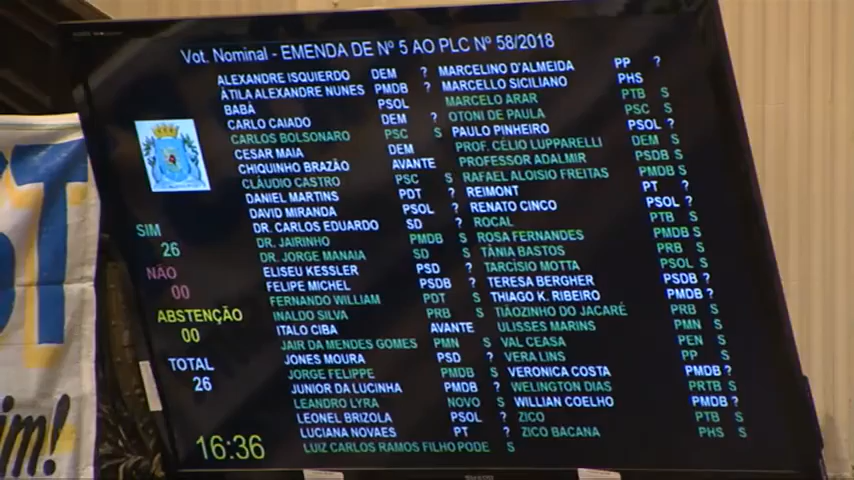 Vot. Nominal - EMENDA DE Nº 5 AO PLC Nº 58/2018
ALEXANDRE ISQUIERDO DEM ? MARCELINO D'ALMEIDA PP ?
ÁTILA ALEXANDRE NUNES PMDB ? MARCELLO SICILIANO PHS
BABÁ PSOL MARCELO ARAR PTB S
CARLO CAIADO DEM ? OTONI DE PAULA PSC S
CARLOS BOLSONARO PSC S PAULO PINHEIRO PSOL ?
CESAR MAIA DEM PROF. CÉLIO LUPPARELLI DEM S
CHIQUINHO BRAZÃO AVANTE PROFESSOR ADALMIR PSDB S
CLÁUDIO CASTRO PSC S RAFAEL ALOISIO FREITAS PMDB S
DANIEL MARTINS PDT ? REIMONT PT ?
DAVID MIRANDA PSOL ? RENATO CINCO PSOL ?
DR. CARLOS EDUARDO SD ? ROCAL PTB S
DR. JAIRINHO PMDB S ROSA FERNANDES PMDB S
DR. JORGE MANAIA SD S TÂNIA BASTOS PRB S
ELISEU KESSLER PSD ? TARCÍSIO MOTTA PSOL S
FELIPE MICHEL PSDB ? TERESA BERGHER PSDB ?
FERNANDO WILLIAM PDT S THIAGO K. RIBEIRO PMDB ?
INALDO SILVA PRB S TIÃOZINHO DO JACARÉ PRB S
ITALO CIBA AVANTE ULISSES MARINS PMN S
JAIR DA MENDES GOMES PMN S VAL CEASA PEN S
JONES MOURA PSD ? VERA LINS PP S
JORGE FELIPPE PMDB S VERONICA COSTA PMDB ?
JUNIOR DA LUCINHA PMDB ? WELINGTON DIAS PRTB S
LEANDRO LYRA NOVO S WILLIAN COELHO PMDB ?
LEONEL BRIZOLA PSOL ? ZICO PTB S
LUCIANA NOVAES PT ? ZICO BACANA PHS S
LUIZ CARLOS RAMOS FILHO PODE S
SIM
26
NÃO
00
ABSTENÇÃO
00
TOTAL
26
16:36
im!